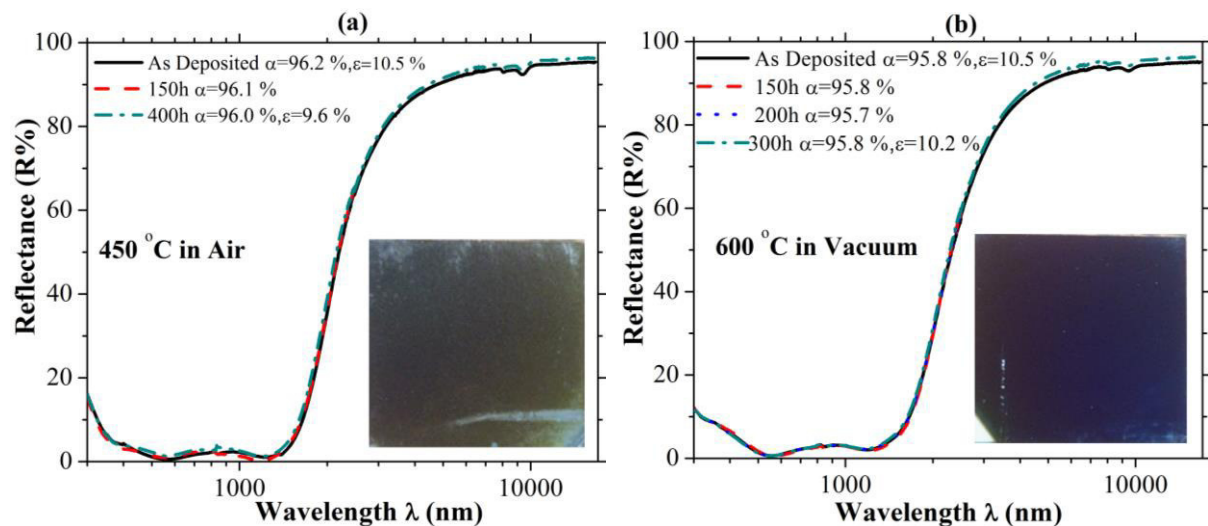 (a)
As Deposited α=96.2 %,ε=10.5 %
150h α=96.1 %
400h α=96.0 %,ε=9.6 %
450 °C in Air
Reflectance (R%)
100
80
60
40
20
0
1000
10000
Wavelength λ (nm)
(b)
As Deposited α=95.8 %,ε=10.5 %
150h α=95.8 %
200h α=95.7 %
300h α=95.8 %,ε=10.2 %
600 °C in Vacuum
Reflectance (R%)
100
80
60
40
20
0
1000
10000
Wavelength λ (nm)